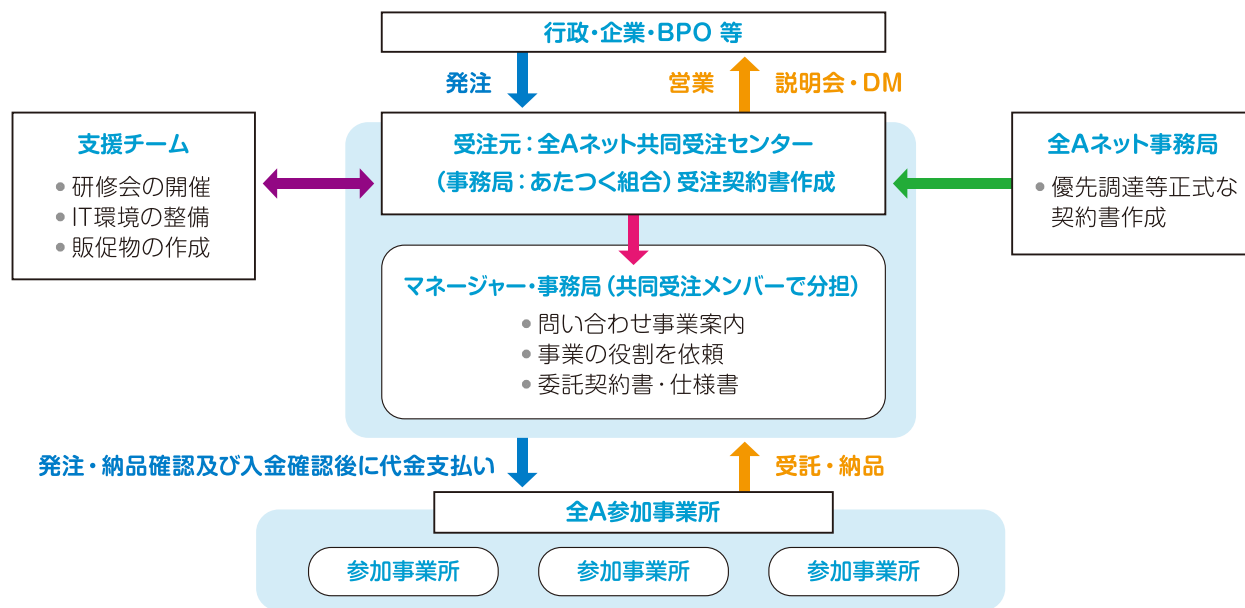 行政・企業・BPO 等
発注
営業
説明会・DM
支援チーム
• 研修会の開催
• IT環境の整備
• 販促物の作成
受注元：全Aネット共同受注センター
（事務局：あたつく組合）受注契約書作成
全Aネット事務局
• 優先調達等正式な
契約書作成
マネージャー・事務局（共同受注メンバーで分担）
• 問い合わせ事業案内
• 事業の役割を依頼
• 委託契約書・仕様書
発注・納品確認及び入金確認後に代金支払い
受託・納品
全A参加事業所
参加事業所
参加事業所
参加事業所